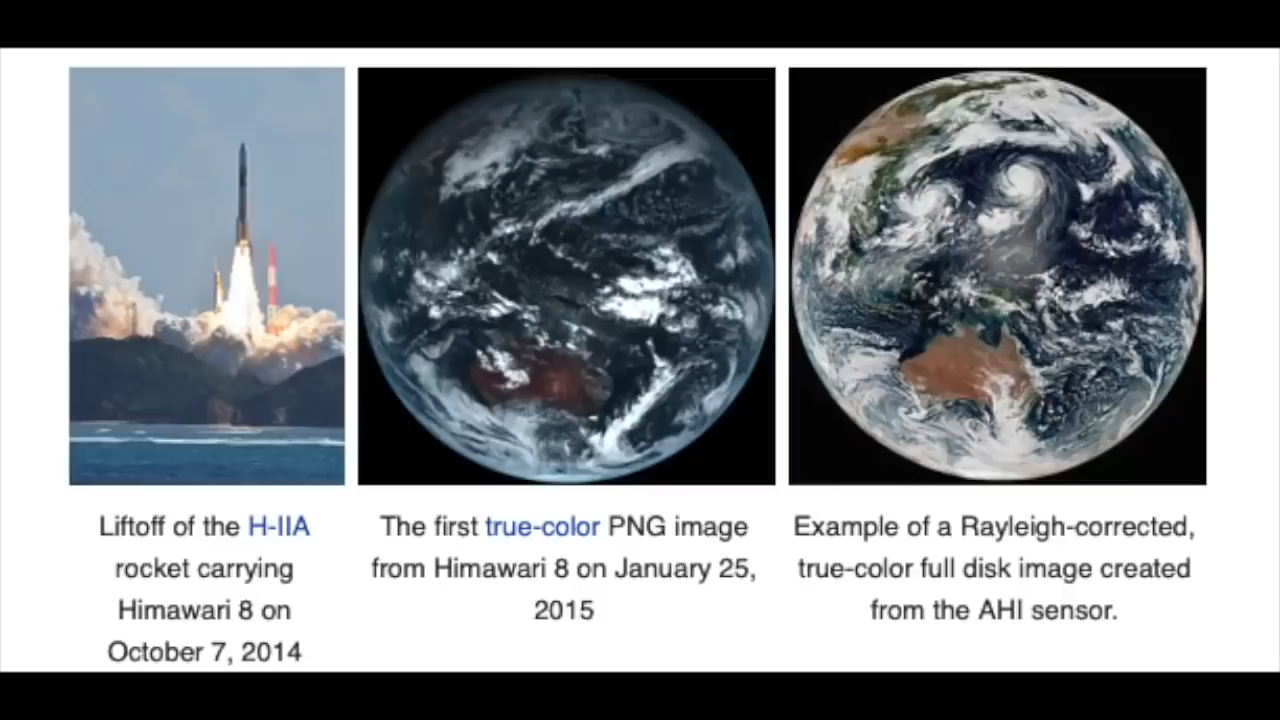 Liftoff of the H-IIA
rocket carrying
Himawari 8 on
October 7, 2014
The first true-color PNG image
from Himawari 8 on January 25,
2015
Example of a Rayleigh-corrected,
true-color full disk image created
from the AHI sensor.